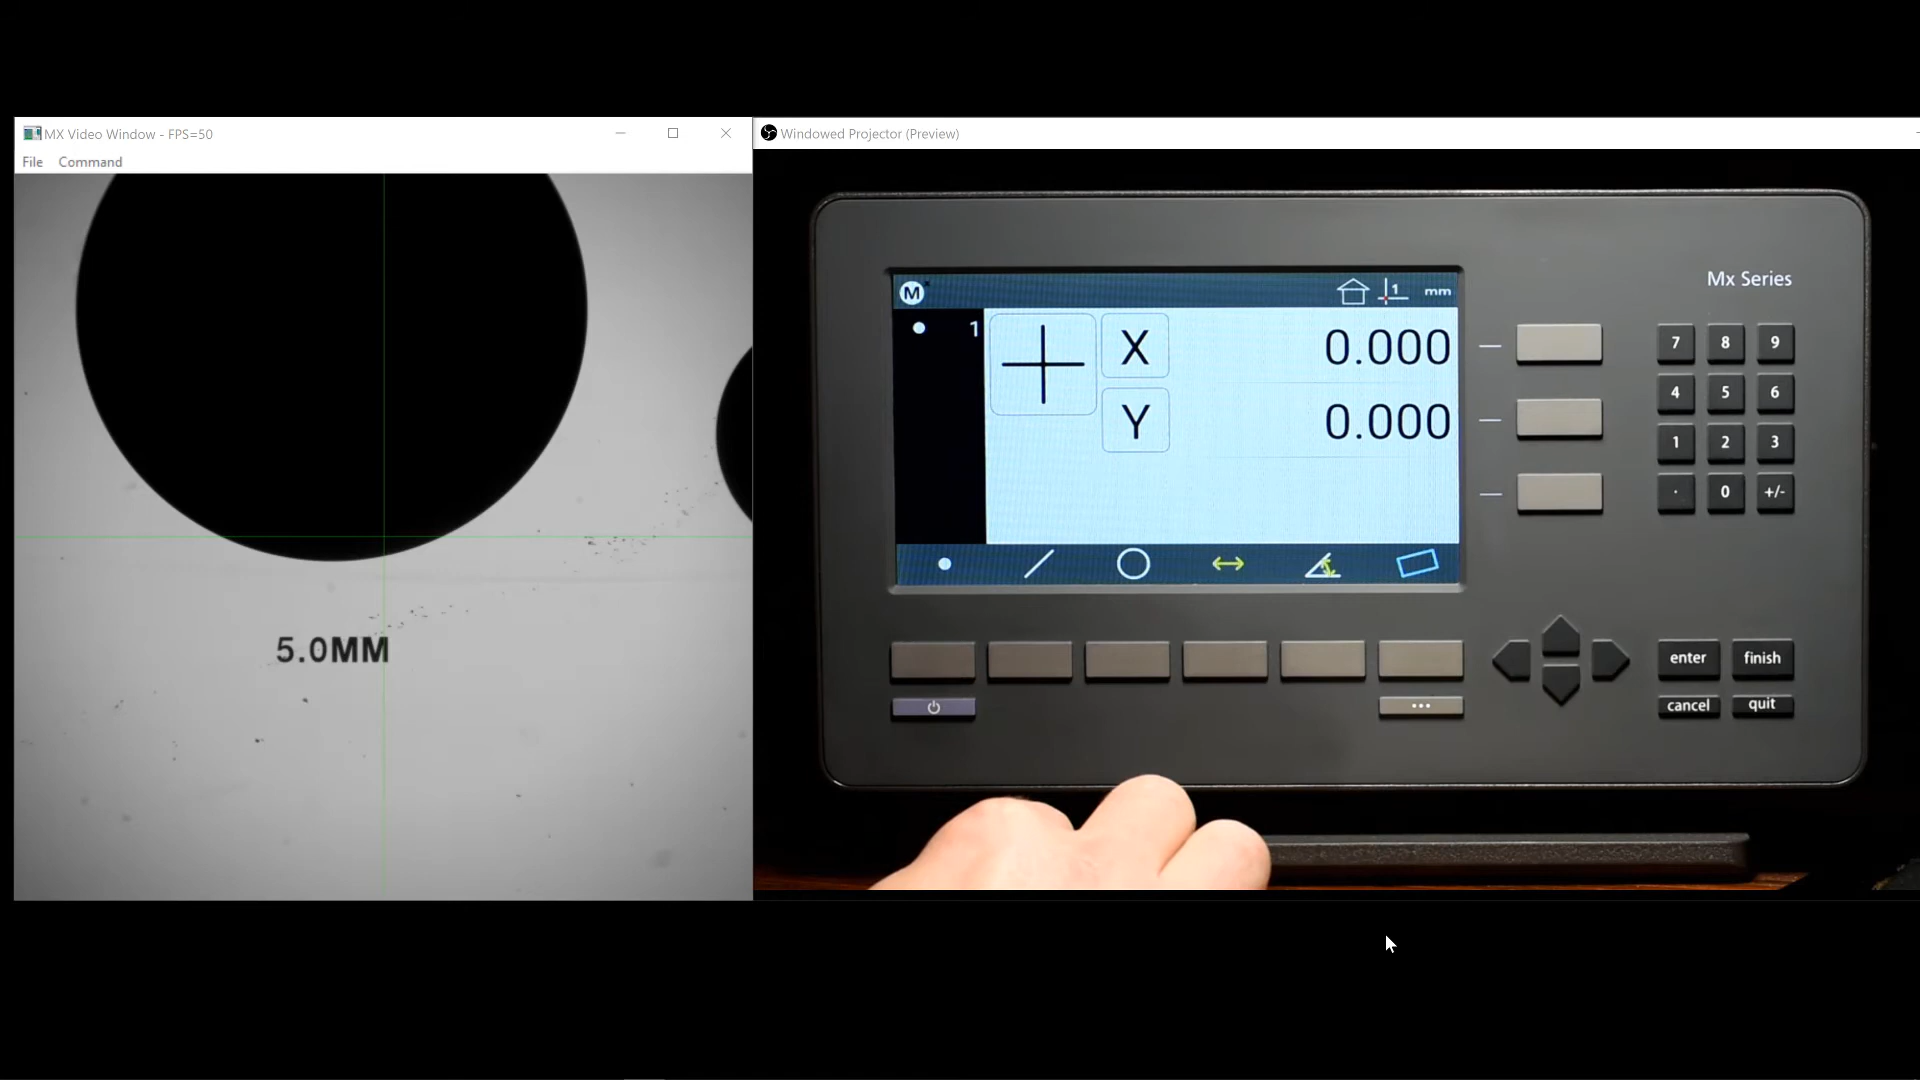 MX Video Window - FPS=50
File Command
5.0MM
Windowed Projector (Preview)
Mx Series
M
1 mm
1
X 0.000
Y 0.000
7 8 9
4 5 6
1 2 3
. 0 +/-
enter finish
cancel quit
...